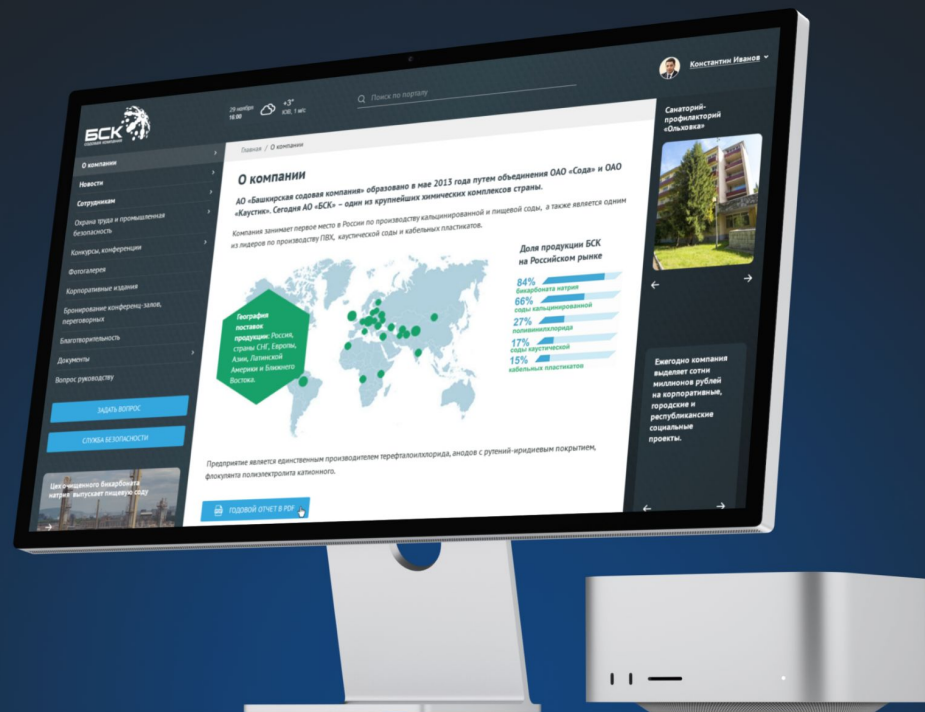 БСК
СОДОВАЯ КОМПАНИЯ
29 ноября
10.00
+3°
ЮЗ, 1 м/с
Поиск по порталу
Константин Иванов
О компании
Новости
Сотрудникам
Охрана труда и промышленная
безопасность
Конкурсы, конференции
Фотогалерея
Корпоративные издания
Бронирование конференц-залов,
переговорных
Благотворительность
Документы
Вопрос руководству
ЗАДАТЬ ВОПРОС
СЛУЖБА БЕЗОПАСНОСТИ
Цех очищенного бикарбоната
натрия выпускает пищевую соду
Главная / О компании
О компании
АО «Башкирская содовая компания» образовано в мае 2013 года путем объединения ОАО «Сода» и ОАО
«Каустик». Сегодня АО «БСК» – один из крупнейших химических комплексов страны.
Компания занимает первое место в России по производству кальцинированной и пищевой соды, а также является одним
из лидеров по производству ПВХ, каустической соды и кабельных пластикатов.
География
поставок
продукции: Россия,
страны СНГ, Европы,
Азии, Латинской
Америки и Ближнего
Востока.
Доля продукции БСК
на Российском рынке
84%
бикарбоната натрия
66%
соды кальцинированной
27%
поливинилхлорида
17%
соды каустической
15%
кабельных пластикатов
Предприятие является единственным производителем терефталоилхлорида, анодов с рутений-иридиевым покрытием,
флокулянта полиэлектролита катионного.
ГОДОВОЙ ОТЧЕТ В PDF
Санаторий-
профилакторий
«Ольховка»
Ежегодно компания
выделяет сотни
миллионов рублей
на корпоративные,
городские и
республиканские
социальные
проекты.